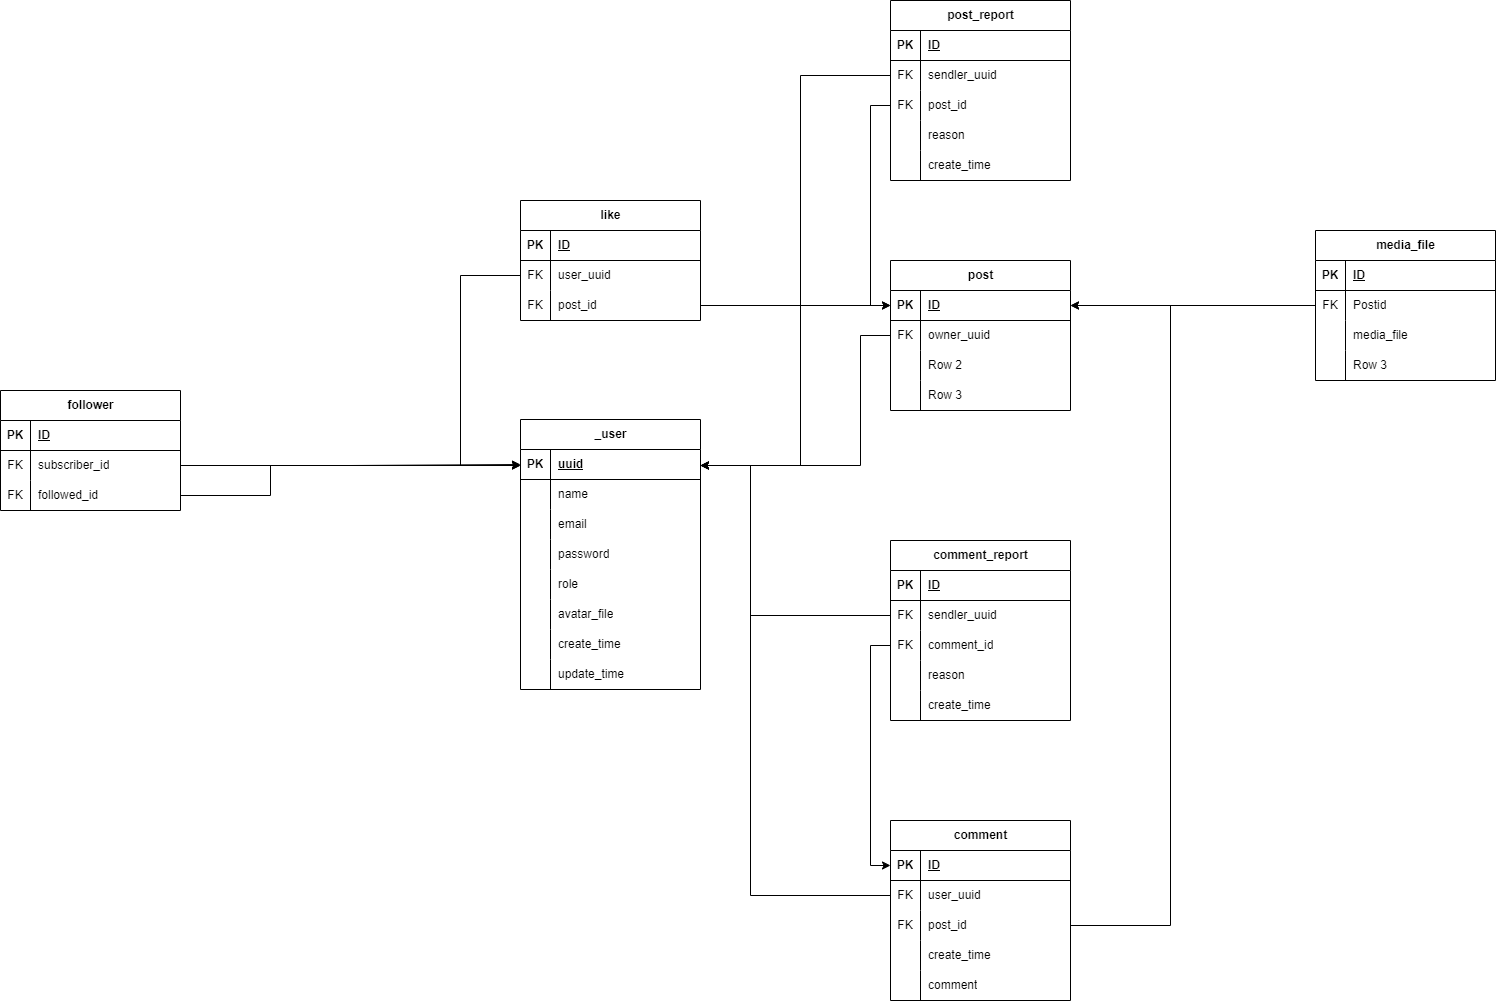 post_report
PK ID
FK sendler_uuid
FK post_id
reason
create_time
like
PK ID
FK user_uuid
FK post_id
post
PK ID
FK owner_uuid
Row 2
Row 3
media_file
PK ID
FK Postid
media_file
Row 3
follower
PK ID
FK subscriber_id
FK followed_id
_user
PK uuid
name
email
password
role
avatar_file
create_time
update_time
comment_report
PK ID
FK sendler_uuid
FK comment_id
reason
create_time
comment
PK ID
FK user_uuid
FK post_id
create_time
comment